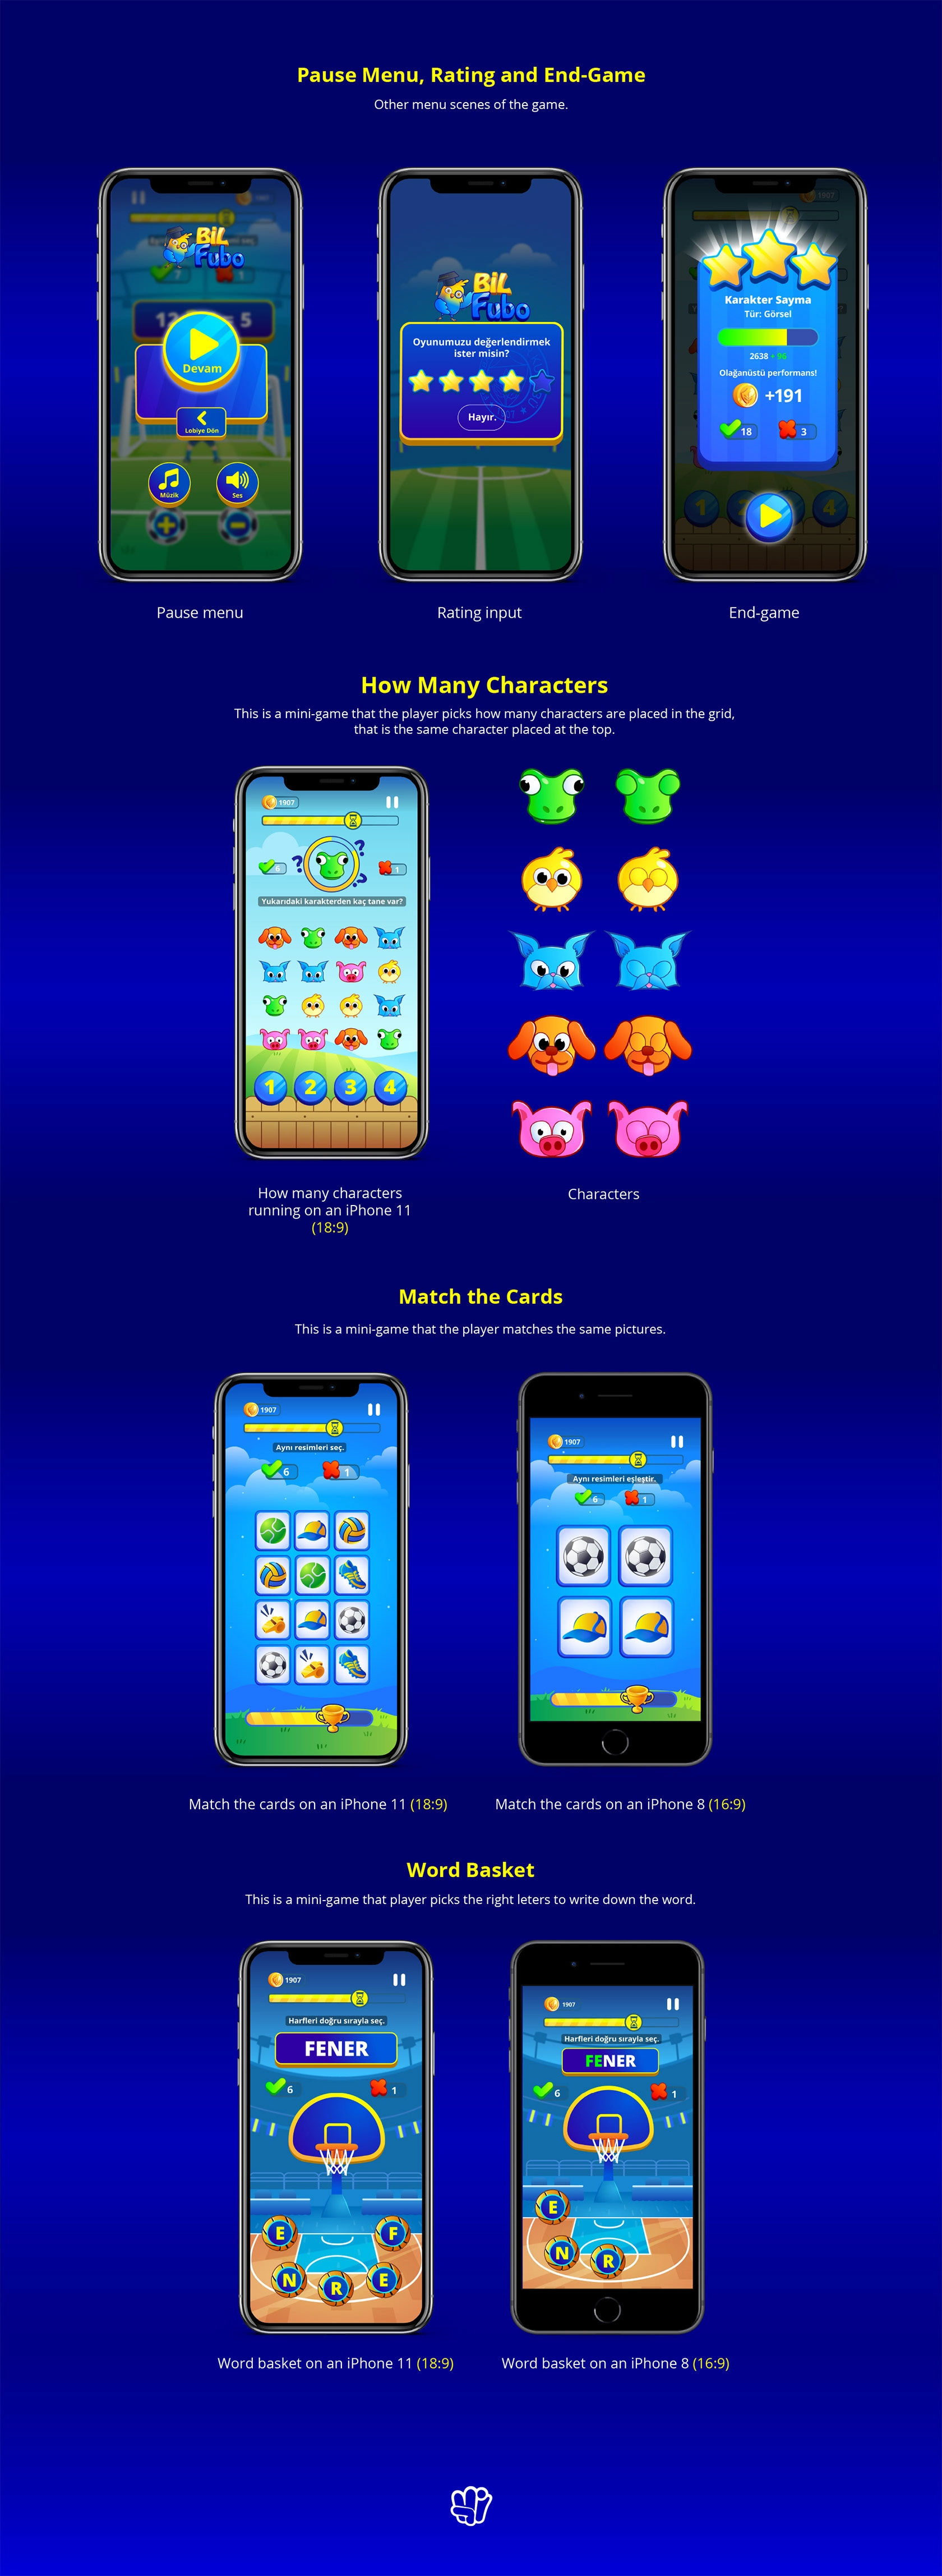 Pause Menu, Rating and End-Game
Other menu scenes of the game.
BiL
Fubo
= 5
Devam
Lobiye Dön
Müzik
Ses
Pause menu
BiL
Fubo
Oyunumuzu değerlendirmek
ister misin?
Hayır.
Rating input
1997
Karakter Sayma
Tür: Görsel
2638 + 96
Olağanüstü performans!
+191
18
3
1
2
4
End-game
How Many Characters
This is a mini-game that the player picks how many characters are placed in the grid,
that is the same character placed at the top.
1907
? ?
?
6
1
Yukarıdaki karakterden kaç tane var?
1 2 3 4
How many characters
running on an iPhone 11
(18:9)
Characters
Match the Cards
This is a mini-game that the player matches the same pictures.
1907
Aynı resimleri seç.
6
1
Match the cards on an iPhone 11 (18:9)
1907
Aynı resimleri eşleştir.
6
1
Match the cards on an iPhone 8 (16:9)
Word Basket
This is a mini-game that player picks the right leters to write down the word.
1907
Harfleri doğru sırayla seç.
FENER
6
1
E F
N R E
Word basket on an iPhone 11 (18:9)
1907
Harfleri doğru sırayla seç.
FENER
6
1
E
N R
Word basket on an iPhone 8 (16:9)